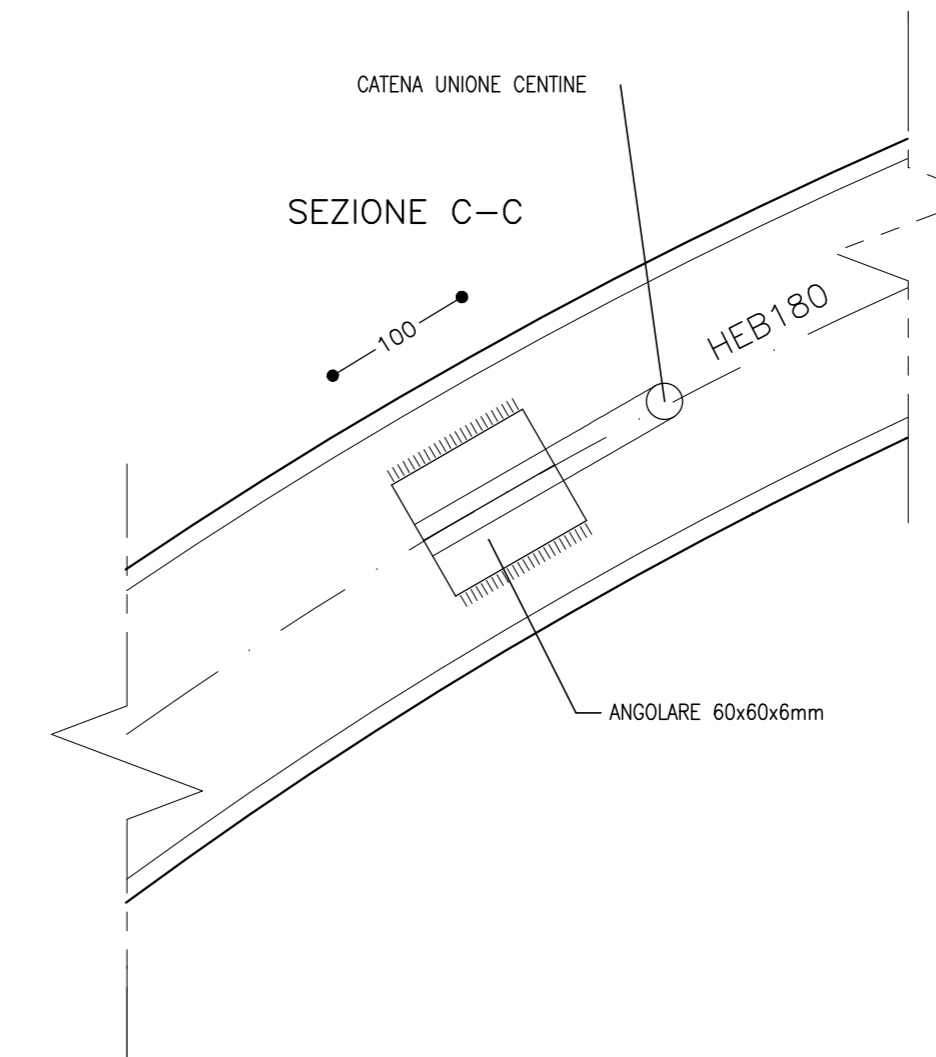 CATENA UNIONE CENTINE
SEZIONE C-C
100
HEB180
ANGOLARE 60x60x6mm